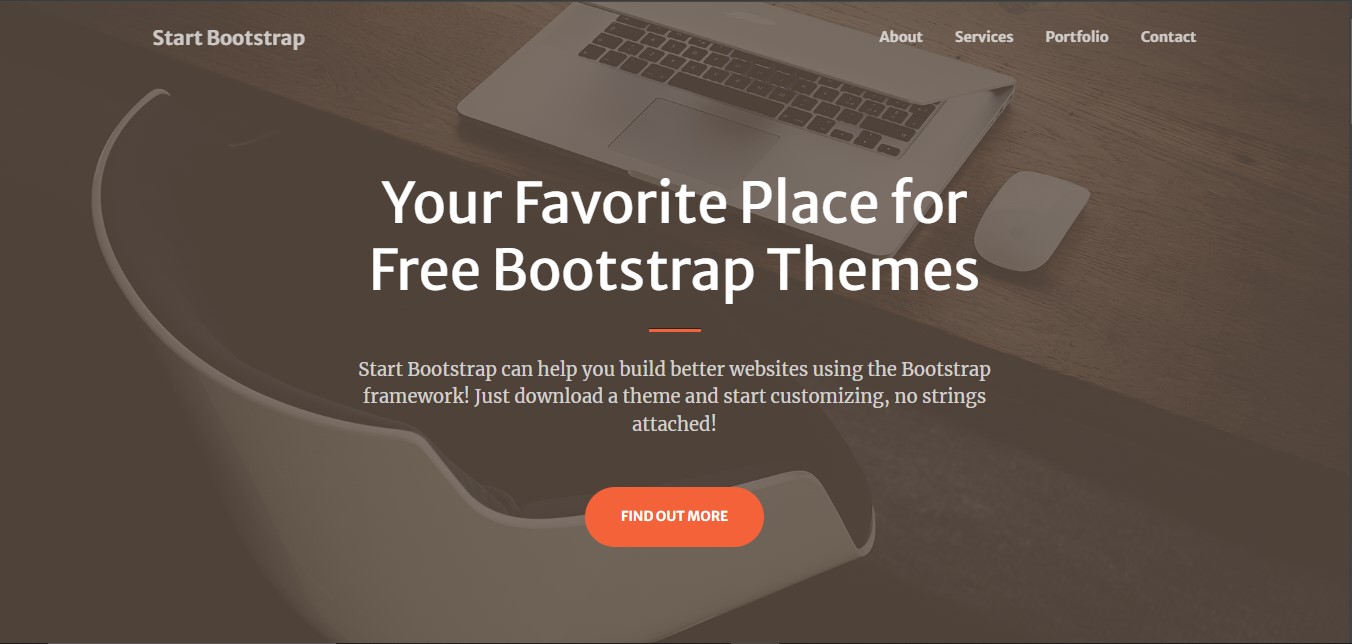 Start Bootstrap
About Services Portfolio Contact
Your Favorite Place for
Free Bootstrap Themes
Start Bootstrap can help you build better websites using the Bootstrap
framework! Just download a theme and start customizing, no strings
attached!
FIND OUT MORE